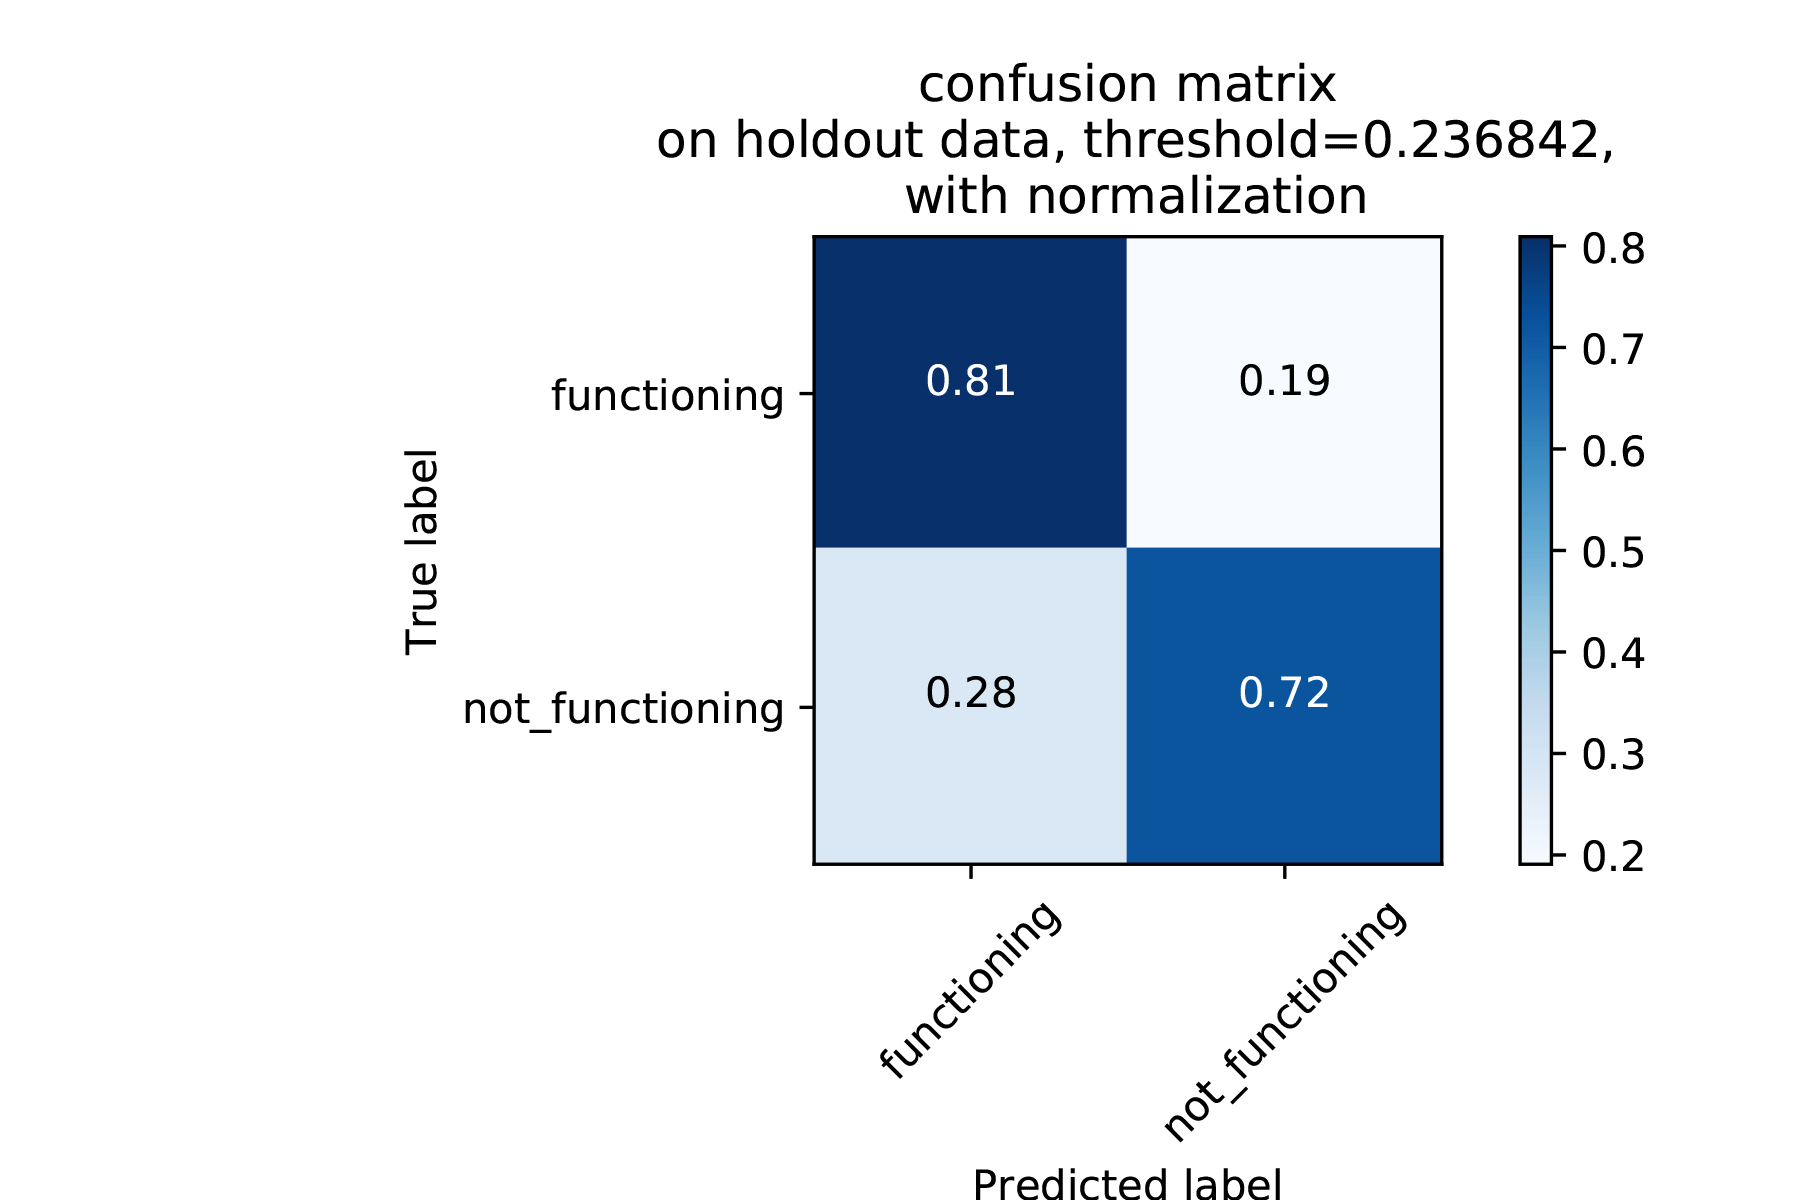 confusion matrix
on holdout data, threshold=0.236842,
with normalization
True label
functioning
not_functioning
0.81
0.19
0.28
0.72
functioning
not_functioning
Predicted label
0.8
0.7
0.6
0.5
0.4
0.3
0.2